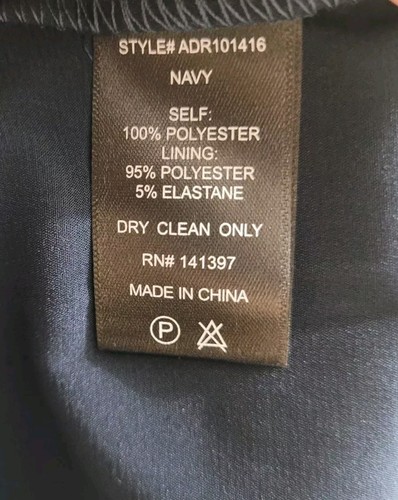 STYLE# ADR101416
NAVY
SELF:
100% POLYESTER
LINING:
95% POLYESTER
5% ELASTANE
DRY CLEAN ONLY
RN# 141397
MADE IN CHINA
P